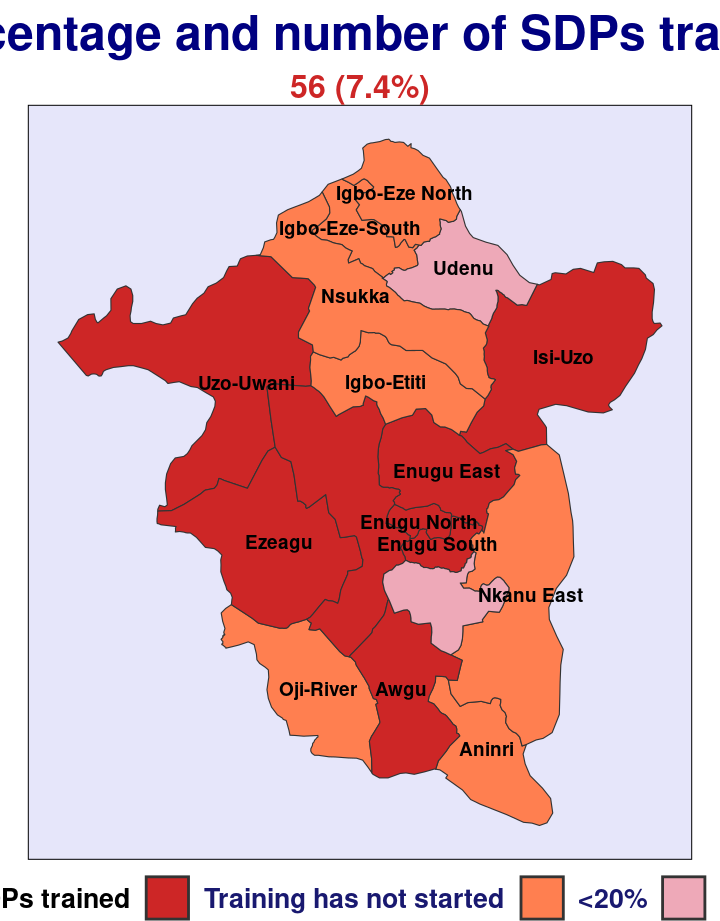 centage and number of SDPs tra
56 (7.4%)
Igbo-Eze North
Igbo-Eze-South
Udenu
Nsukka
Isi-Uzo
Uzo-Uwani
Igbo-Etiti
Enugu East
Enugu North
Enugu South
Ezeagu
Nkanu East
Oji-River
Awgu
Aninri
Ps trained Training has not started <20%